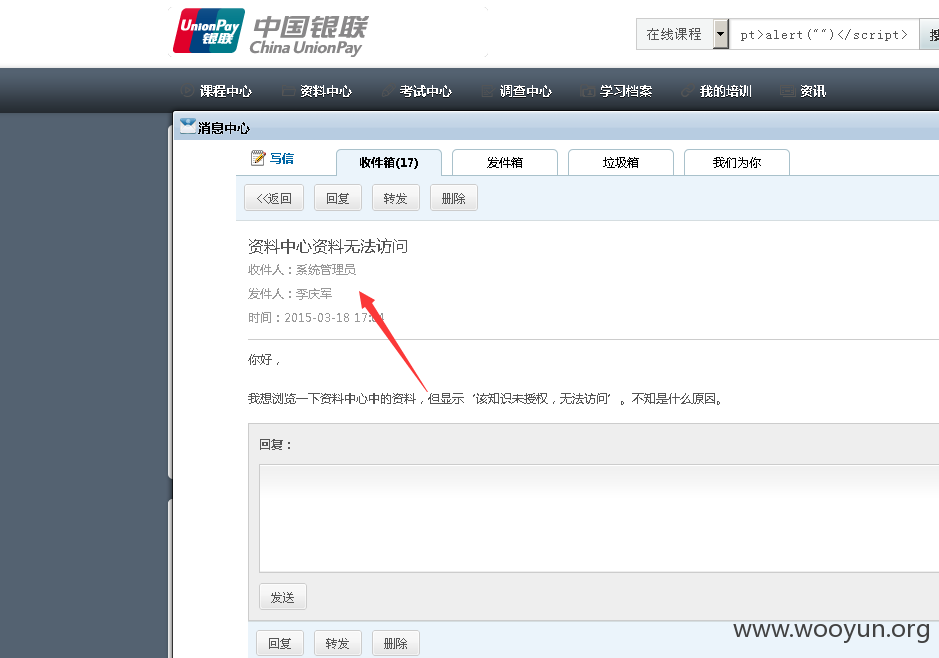 UnionPay
银联
中国银联
China UnionPay
在线课程 pt>alert("")</script>
课程中心 资料中心 考试中心 调查中心 学习档案 我的培训 资讯
消息中心
写信 收件箱(17) 发件箱 垃圾箱 我们为你
<<返回 回复 转发 删除
资料中心资料无法访问
收件人：系统管理员
发件人：李庆军
时间：2015-03-18 17:
你好，
我想浏览一下资料中心中的资料，但显示‘该知识未授权，无法访问’。不知是什么原因。
回复：
发送
回复 转发 删除
www.wooyun.org